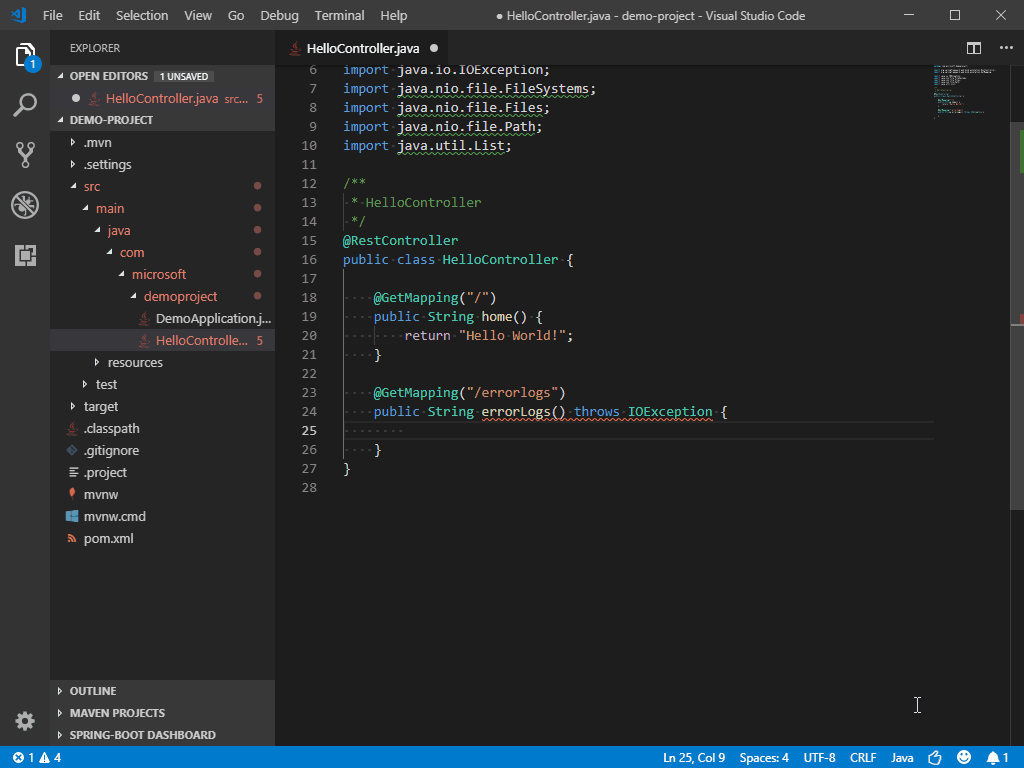 File Edit Selection View Go Debug Terminal Help ● HelloController.java - demo-project - Visual Studio Code
1
EXPLORER
OPEN EDITORS 1 UNSAVED
HelloController.java src... 5
DEMO-PROJECT
.mvn
.settings
src
main
java
com
microsoft
demoproject
DemoApplication.j...
HelloControlle... 5
resources
test
target
.classpath
.gitignore
.project
mvnw
mvnw.cmd
pom.xml
OUTLINE
MAVEN PROJECTS
SPRING-BOOT DASHBOARD
HelloController.java ●
6 import java.io.IOException;
7 import java.nio.file.FileSystems;
8 import java.nio.file.Files;
9 import java.nio.file.Path;
10 import java.util.List;
11
12 /**
13 * HelloController
14 */
15 @RestController
16 public class HelloController {
17
18 @GetMapping("/")
19 public String home() {
20 return "Hello World!";
21 }
22
23 @GetMapping("/errorlogs")
24 public String errorLogs() throws IOException {
25
26 }
27 }
28
1 4 Ln 25, Col 9 Spaces: 4 UTF-8 CRLF Java 1